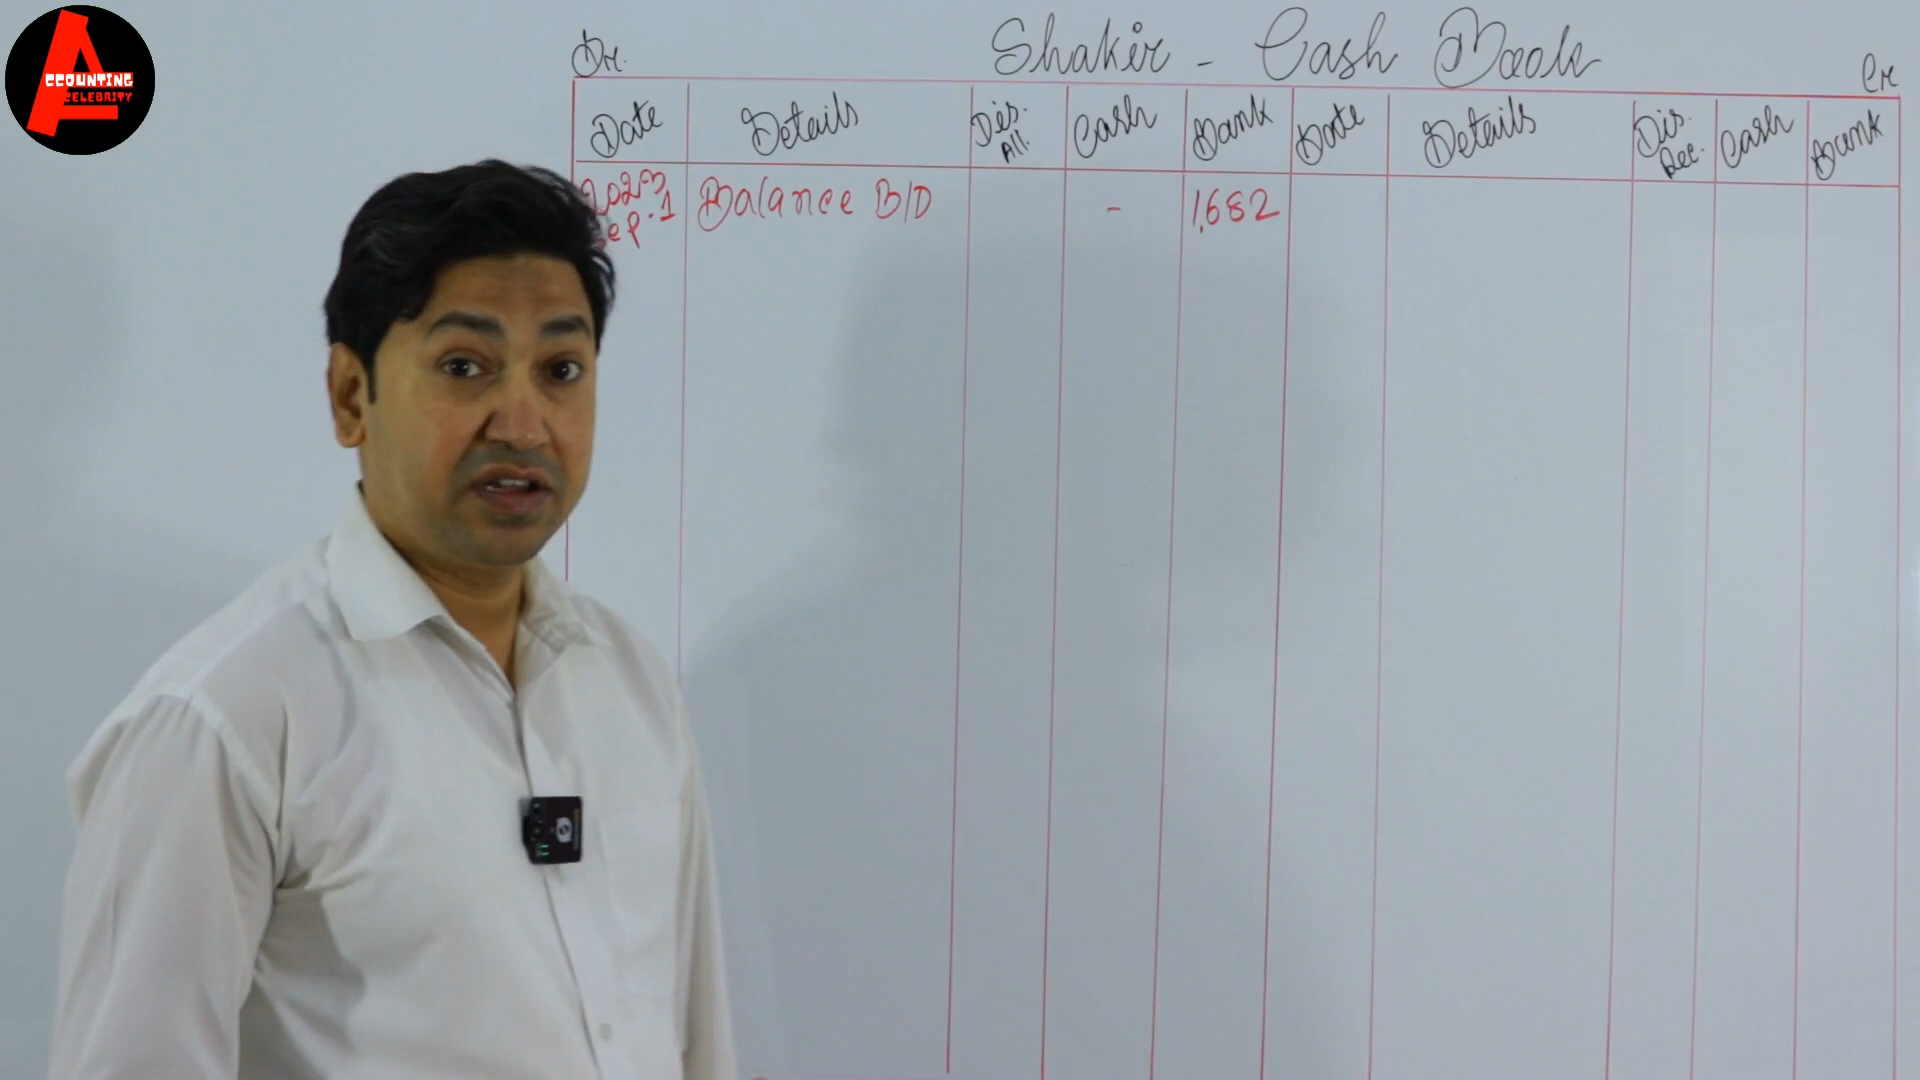 ACCOUNTING
CELEBRITY
Shakir - Cash Book
Dr. Cr
Date Details Dis. All. Cash Bank Date Details Dis. Rec. Cash Bank
2023 Sep. 1 Balance B/D - 1,682